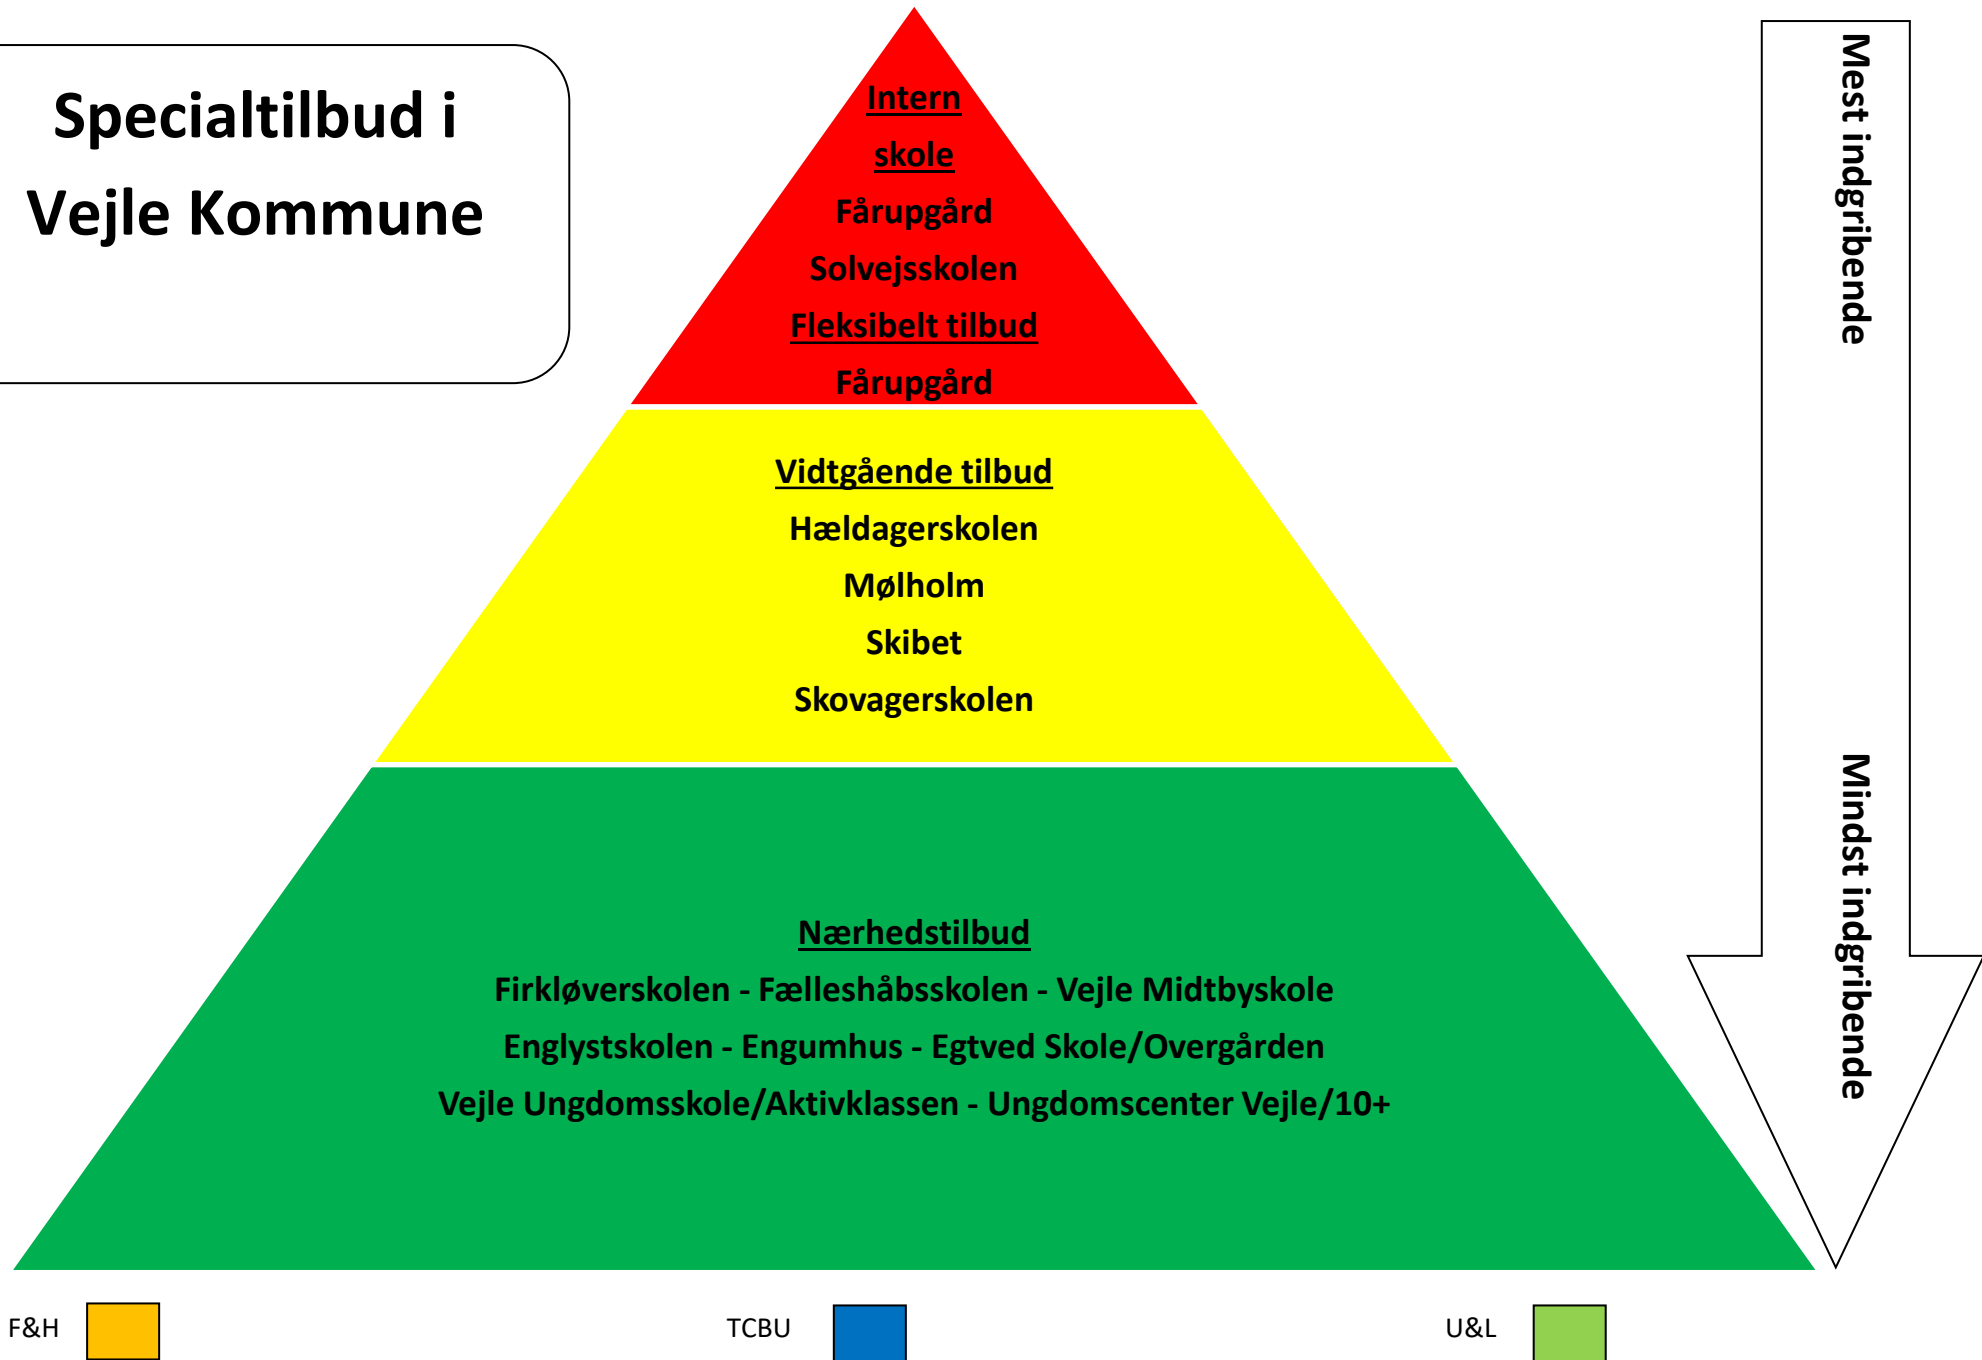 Specialtilbud i
Vejle Kommune
Intern
skole
Fårupgård
Solvejsskolen
Fleksibelt tilbud
Fårupgård
Vidtgående tilbud
Hældagerskolen
Mølholm
Skibet
Skovagerskolen
Nærhedstilbud
Firkløverskolen - Fælleshåbsskolen - Vejle Midtbyskole
Englystskolen - Engumhus - Egtved Skole/Overgården
Vejle Ungdomsskole/Aktivklassen - Ungdomscenter Vejle/10+
Mest indgribende
Mindst indgribende
F&H
TCBU
U&L